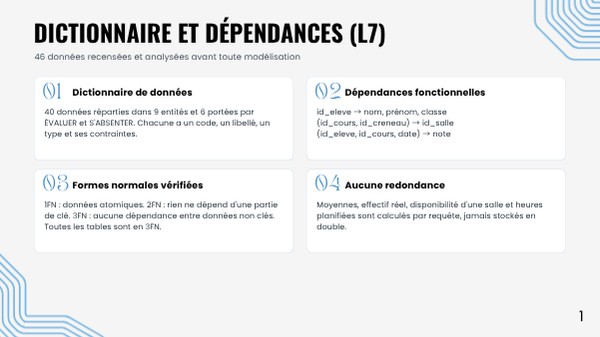 DICTIONNAIRE ET DÉPENDANCES (L7)
46 données recensées et analysées avant toute modélisation
01 Dictionnaire de données
40 données réparties dans 9 entités et 6 portées par
ÉVALUER et S'ABSENTER. Chacune a un code, un libellé, un
type et ses contraintes.
02 Dépendances fonctionnelles
id_eleve → nom, prénom, classe
(id_cours, id_creneau) → id_salle
(id_eleve, id_cours, date) → note
03 Formes normales vérifiées
1FN : données atomiques. 2FN : rien ne dépend d'une partie
de clé. 3FN : aucune dépendance entre données non clés.
Toutes les tables sont en 3FN.
04 Aucune redondance
Moyennes, effectif réel, disponibilité d'une salle et heures
planifiées sont calculés par requête, jamais stockés en
double.
1